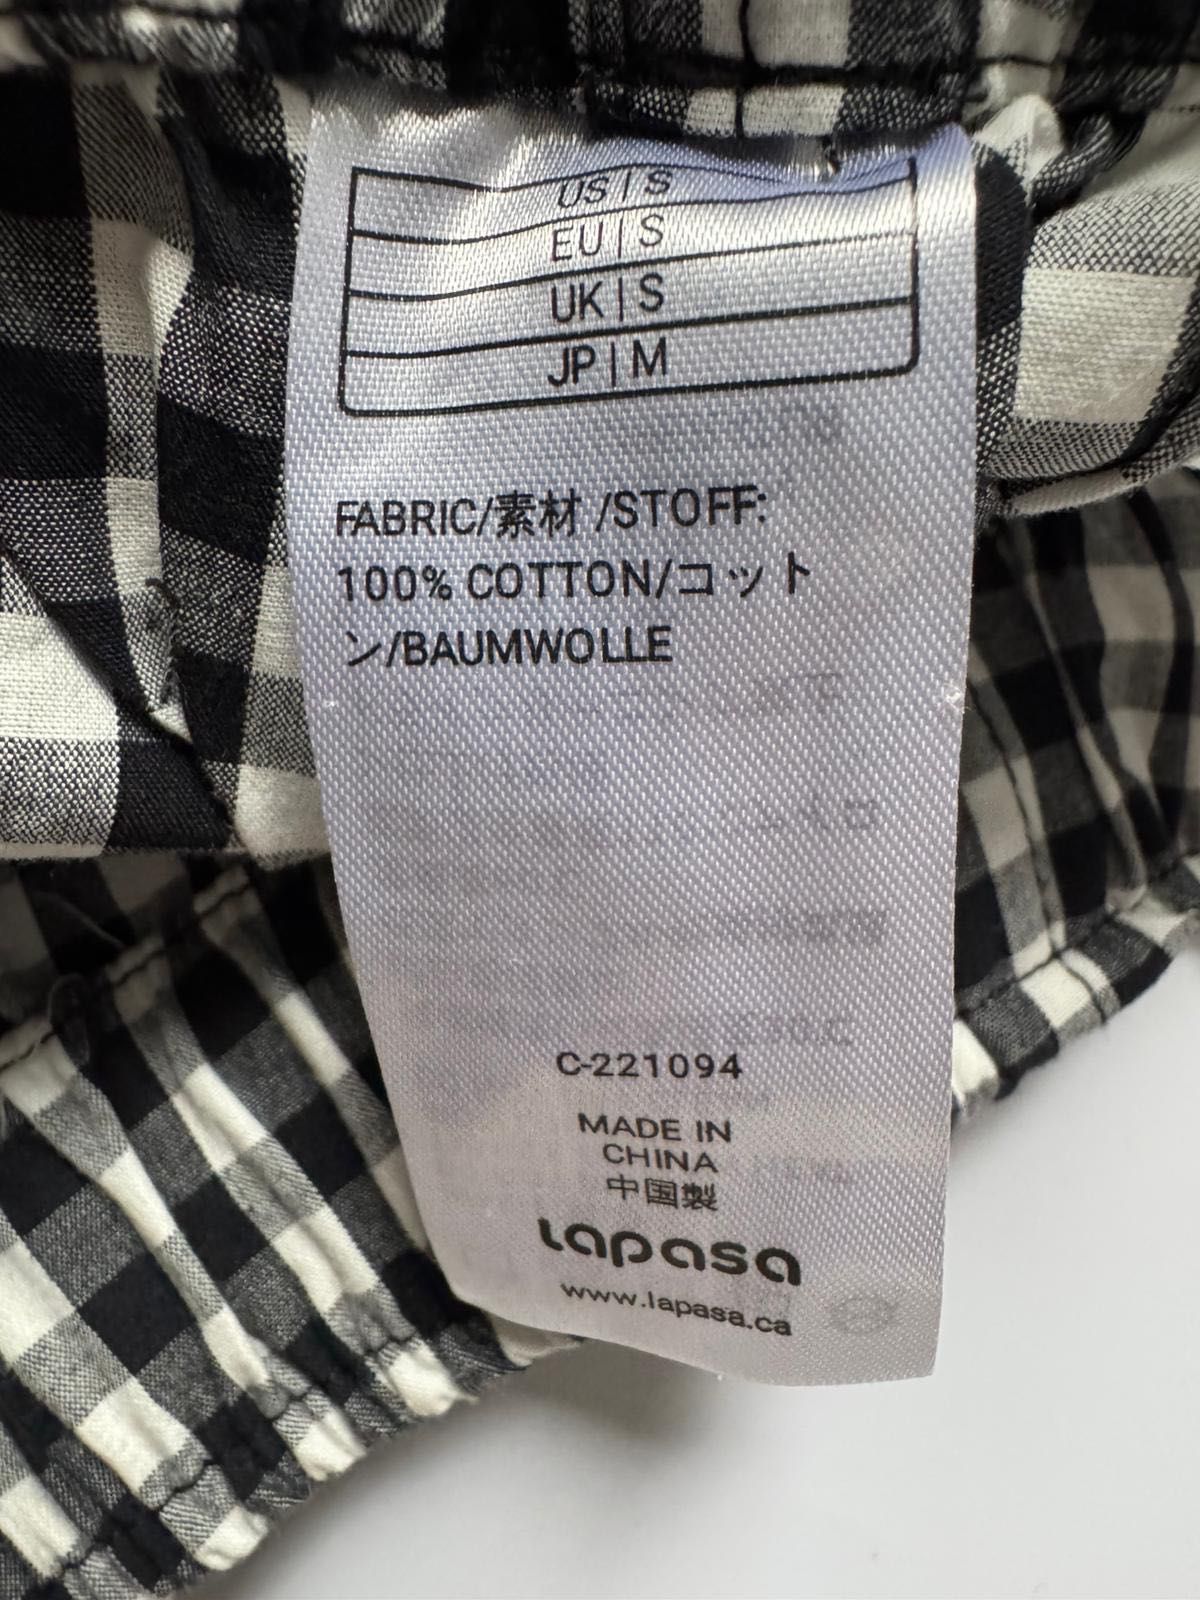 US|S
EU|S
UK|S
JP|M
FABRIC/素材 /STOFF:
100% COTTON/コット
ン/BAUMWOLLE
C-221094
MADE IN
CHINA
中国製
Lapasa
www.lapasa.ca